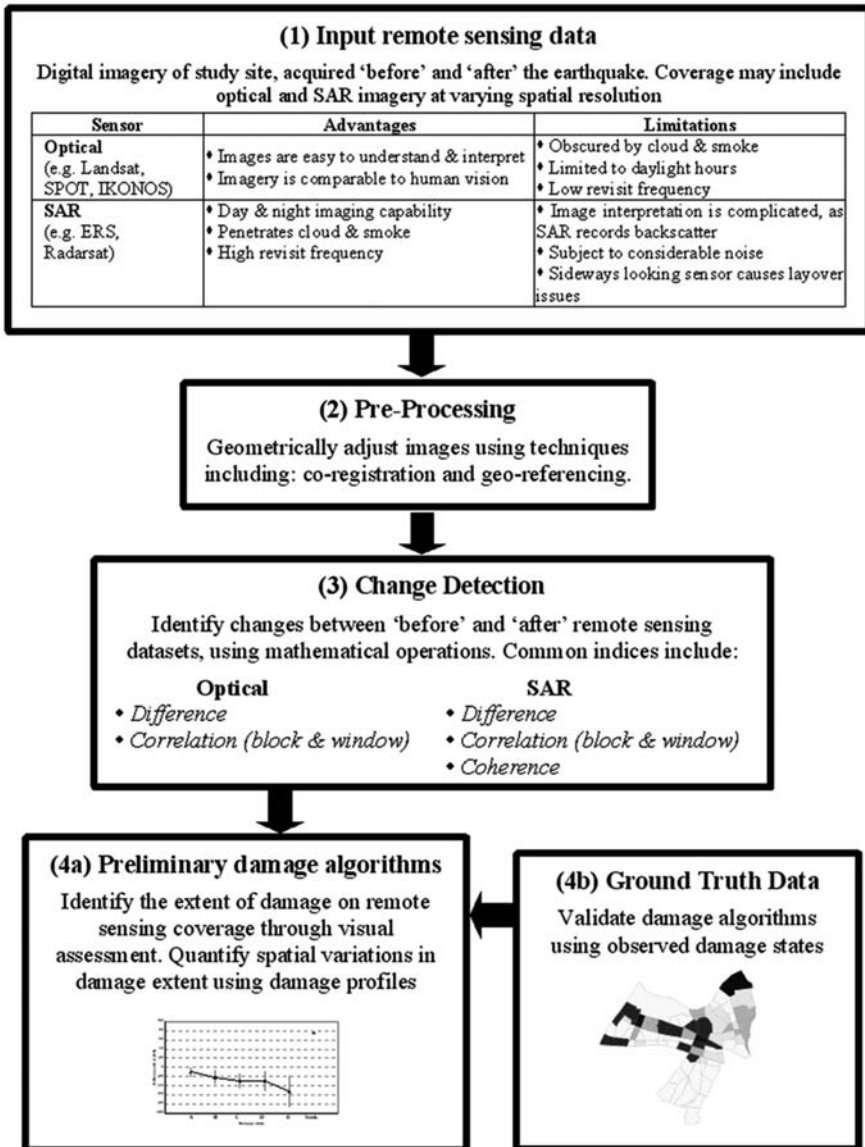 (1) Input remote sensing data
Digital imagery of study site, acquired ‘before’ and ‘after’ the earthquake. Coverage may include
optical and SAR imagery at varying spatial resolution
Sensor Advantages Limitations
Optical
(e.g. Landsat,
SPOT, IKONOS)
♦ Images are easy to understand & interpret
♦ Imagery is comparable to human vision
♦ Obscured by cloud & smoke
♦ Limited to daylight hours
♦ Low revisit frequency
SAR
(e.g. ERS,
Radarsat)
♦ Day & night imaging capability
♦ Penetrates cloud & smoke
♦ High revisit frequency
♦ Image interpretation is complicated, as
SAR records backscatter
♦ Subject to considerable noise
♦ Sideways looking sensor causes layover
issues
(2) Pre-Processing
Geometrically adjust images using techniques
including: co-registration and geo-referencing.
(3) Change Detection
Identify changes between ‘before’ and ‘after’ remote sensing
datasets, using mathematical operations. Common indices include:
Optical
♦ Difference
♦ Correlation (block & window)
SAR
♦ Difference
♦ Correlation (block & window)
♦ Coherence
(4a) Preliminary damage algorithms
Identify the extent of damage on remote
sensing coverage through visual
assessment. Quantify spatial variations in
damage extent using damage profiles
(4b) Ground Truth Data
Validate damage algorithms
using observed damage states